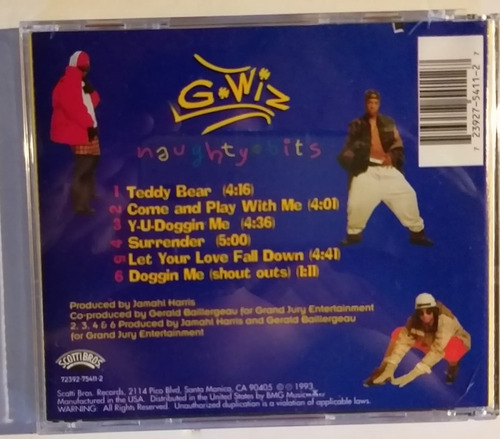 G•Wiz
naughty•bits
1 Teddy Bear (4:16)
2 Come and Play With Me (4:01)
3 Y-U-Doggin' Me (4:36)
4 Surrender (5:00)
5 Let Your Love Fall Down (4:41)
6 Doggin Me (shout outs) (1:11)
Produced by Jamahl Harris
Co-produced by Gerald Baillergeau for Grand Jury Entertainment
2, 3, 4 & 6 Produced by Jamahl Harris and Gerald Baillergeau
for Grand Jury Entertainment
SCOTTI BROS.
72392-75411-2
Scotti Bros. Records, 2114 Pico Blvd., Santa Monica, CA 90405 ©℗ 1993
Manufactured in the USA. Distributed in the United States by BMG Music
WARNING: All Rights Reserved. Unauthorized duplication is a violation of applicable laws.
7 23927-5411-2 7